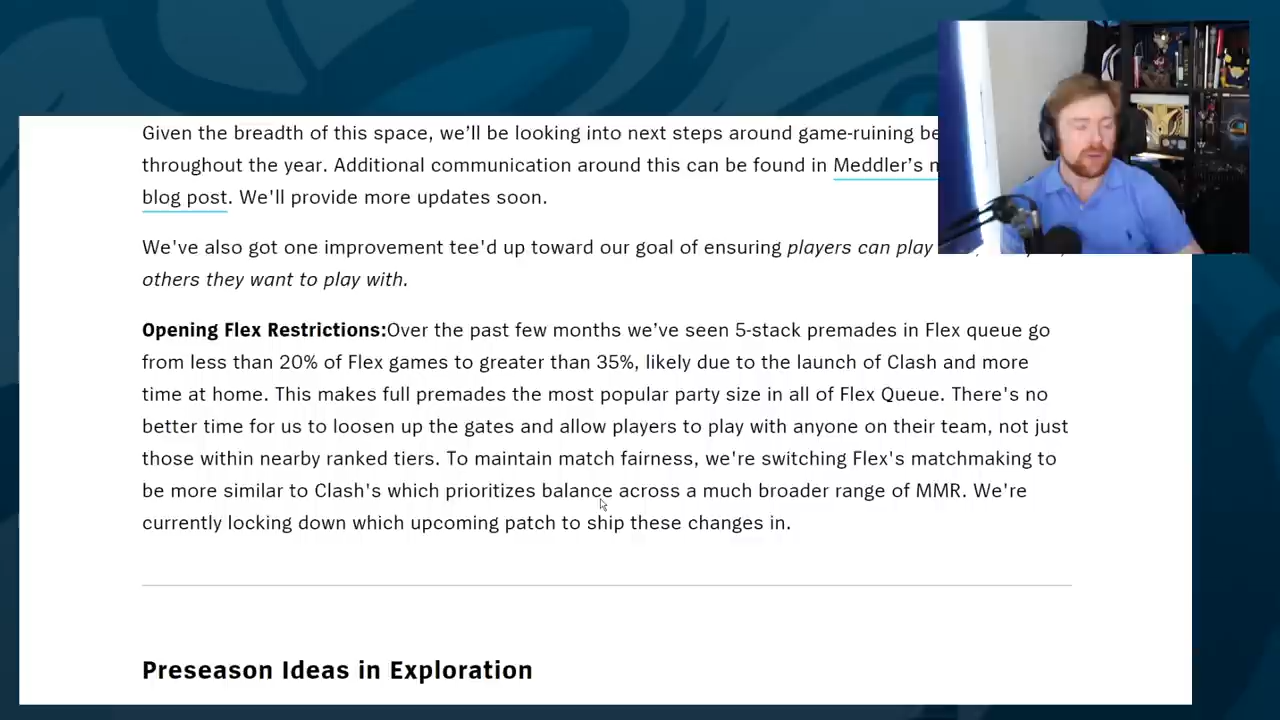 Given the breadth of this space, we’ll be looking into next steps around game-ruining be
throughout the year. Additional communication around this can be found in Meddler’s
blog post. We'll provide more updates soon.
We've also got one improvement tee'd up toward our goal of ensuring players can play
others they want to play with.
Opening Flex Restrictions:Over the past few months we’ve seen 5-stack premades in Flex queue go
from less than 20% of Flex games to greater than 35%, likely due to the launch of Clash and more
time at home. This makes full premades the most popular party size in all of Flex Queue. There's no
better time for us to loosen up the gates and allow players to play with anyone on their team, not just
those within nearby ranked tiers. To maintain match fairness, we're switching Flex's matchmaking to
be more similar to Clash's which prioritizes balance across a much broader range of MMR. We're
currently locking down which upcoming patch to ship these changes in.
Preseason Ideas in Exploration